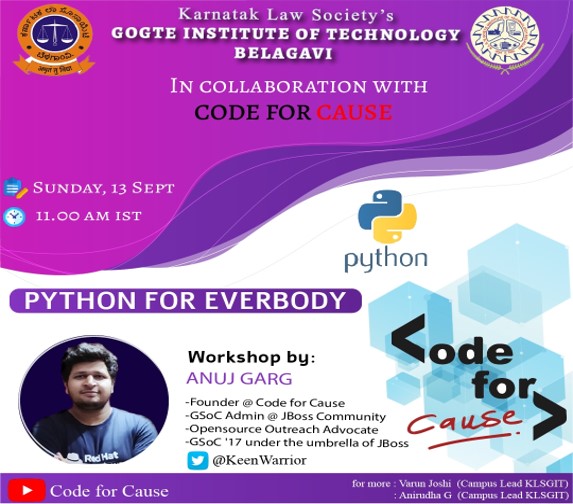 Karnatak Law Society's
GOGTE INSTITUTE OF TECHNOLOGY
BELAGAVI
IN COLLABORATION WITH
CODE FOR CAUSE
SUNDAY, 13 SEPT
11.00 AM IST
python
PYTHON FOR EVERBODY
Workshop by:
ANUJ GARG
-Founder @ Code for Cause
-GSoC Admin @ JBoss Community
-Opensource Outreach Advocate
-GSoC '17 under the umbrella of JBoss
@KeenWarrior
Red Hat
<ode
for
cause >
Code for Cause
for more : Varun Joshi (Campus Lead KLSGIT)
: Anirudha G (Campus Lead KLSGIT)